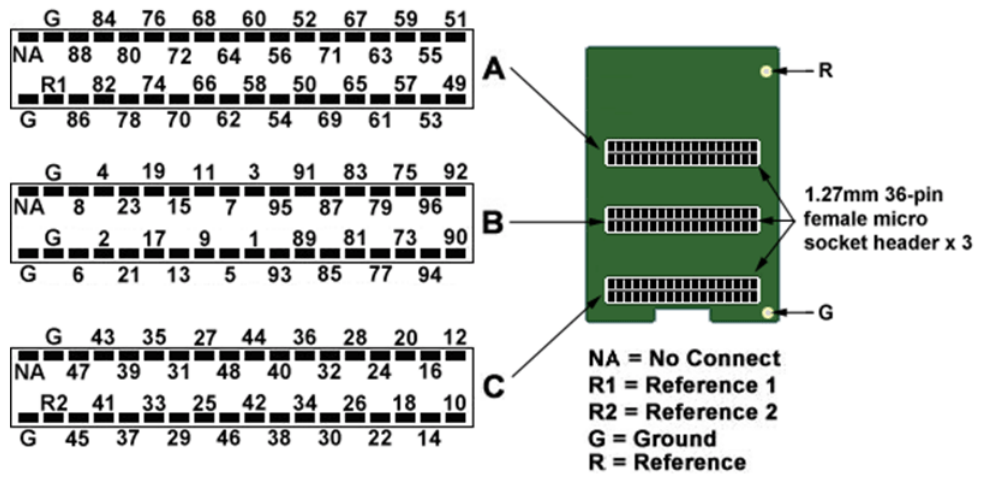 G 84 76 68 60 52 67 59 51
NA 88 80 72 64 56 71 63 55
R1 82 74 66 58 50 65 57 49
G 86 78 70 62 54 69 61 53
A
G 4 19 11 3 91 83 75 92
NA 8 23 15 7 95 87 79 96
G 2 17 9 1 89 81 73 90
G 6 21 13 5 93 85 77 94
B
G 43 35 27 44 36 28 20 12
NA 47 39 31 48 40 32 24 16
R2 41 33 25 42 34 26 18 10
G 45 37 29 46 38 30 22 14
C
R
1.27mm 36-pin
female micro
socket header x 3
G
NA = No Connect
R1 = Reference 1
R2 = Reference 2
G = Ground
R = Reference